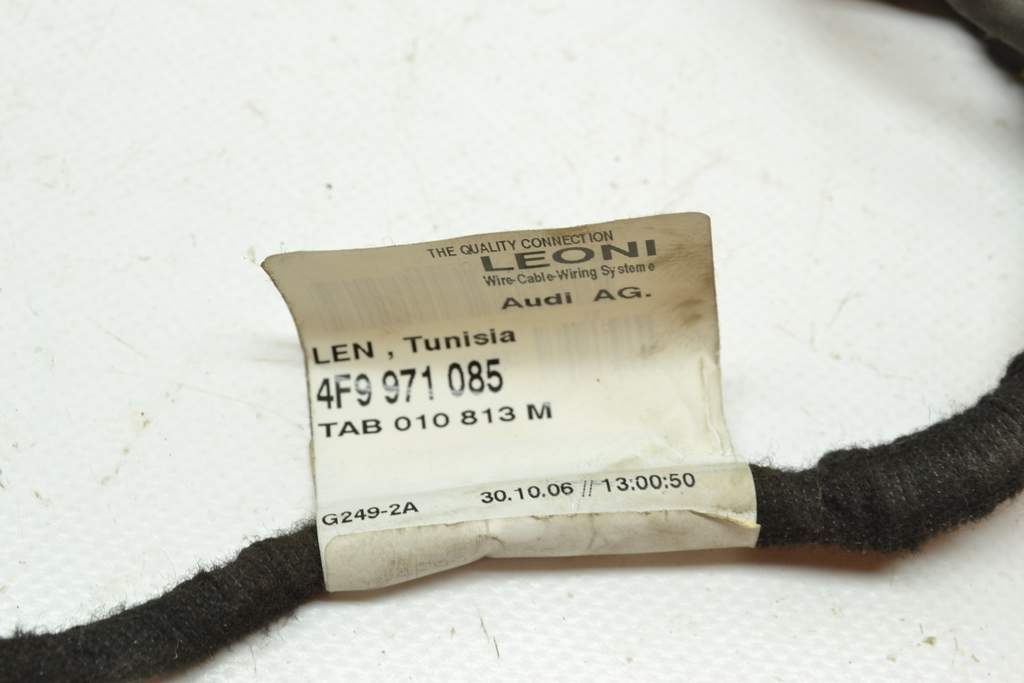 THE QUALITY CONNECTION
LEONI
Wire-Cable-Wiring Systeme
Audi AG.
LEN , Tunisia
4F9 971 085
TAB 010 813 M
G249-2A 30.10.06 // 13:00:50